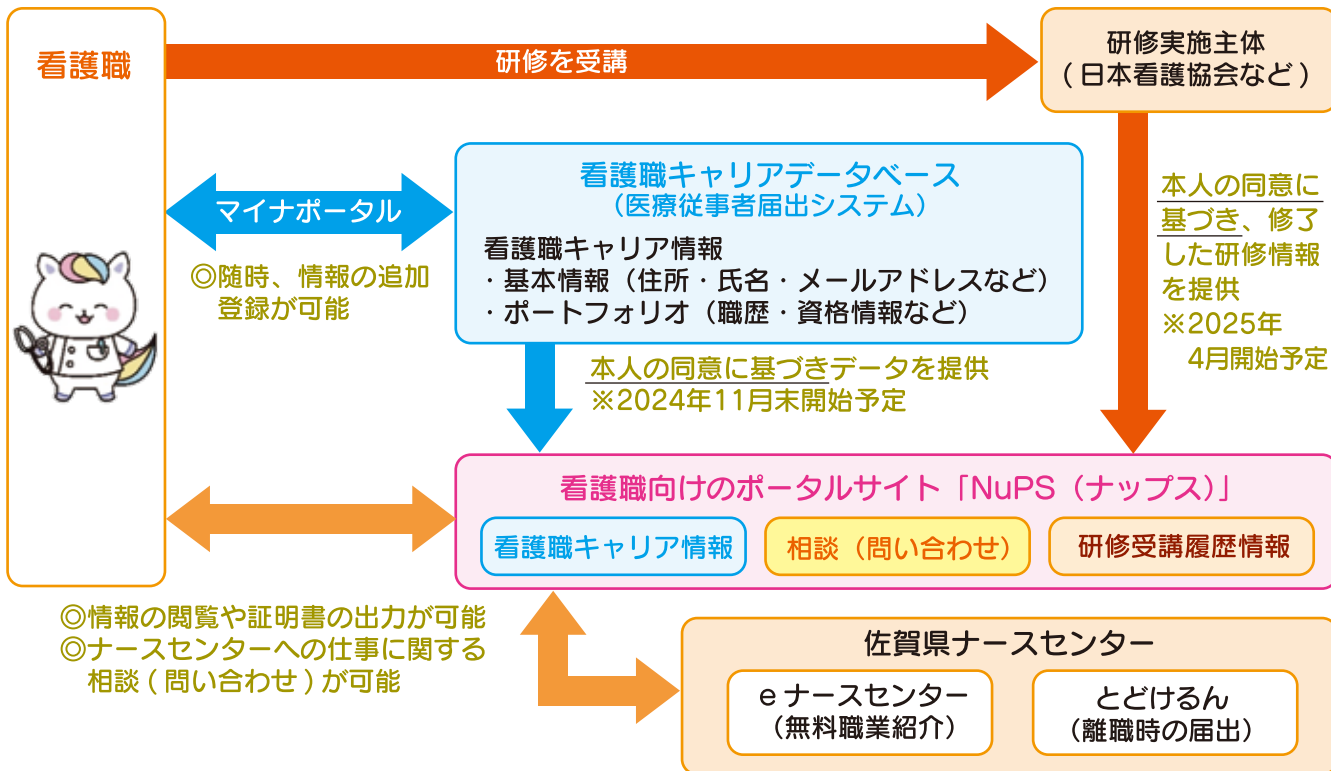 看護職
研修を受講
研修実施主体
(日本看護協会など)
マイナポータル
◎随時、情報の追加
登録が可能
看護職キャリアデータベース
(医療従事者届出システム)
看護職キャリア情報
・基本情報（住所・氏名・メールアドレスなど）
・ポートフォリオ（職歴・資格情報など）
本人の同意に
基づき、修了
した研修情報
を提供
※2025年
4月開始予定
本人の同意に基づきデータを提供
※2024年11月末開始予定
看護職向けのポータルサイト「NuPS（ナップス）」
看護職キャリア情報
相談（問い合わせ）
研修受講履歴情報
◎情報の閲覧や証明書の出力が可能
◎ナースセンターへの仕事に関する
相談(問い合わせ)が可能
佐賀県ナースセンター
eナースセンター
(無料職業紹介)
とどけるん
(離職時の届出)